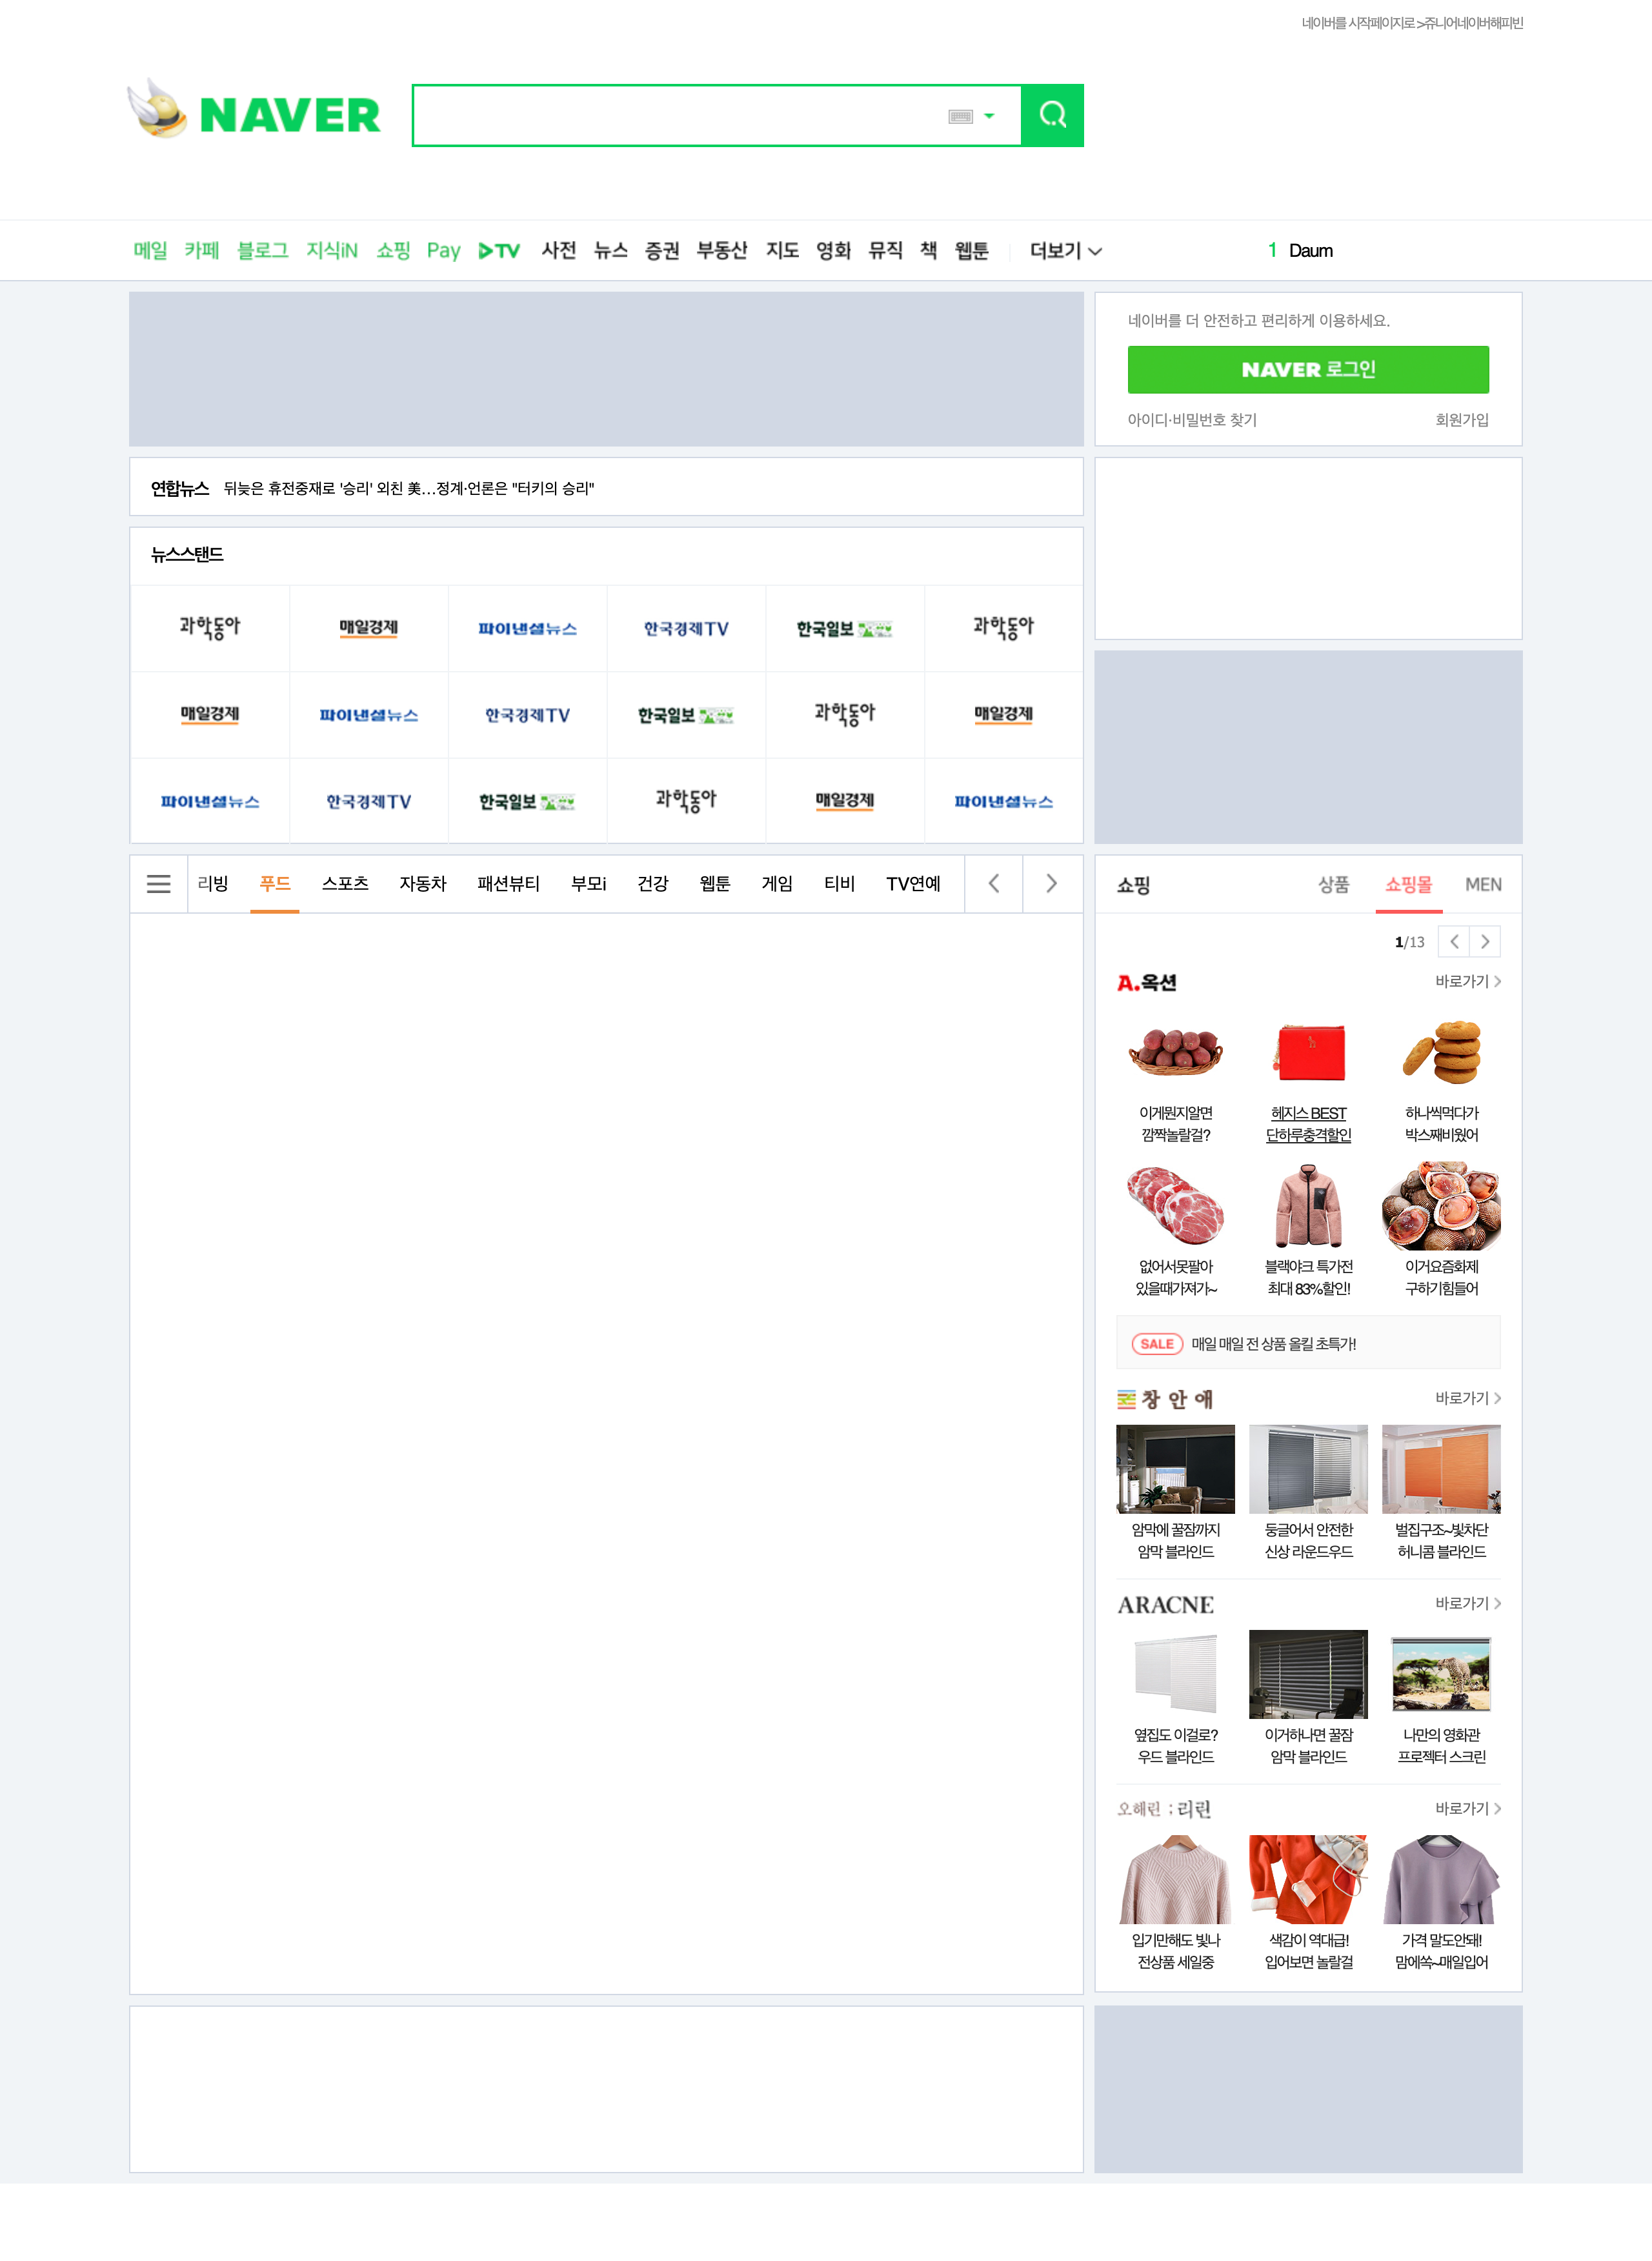 네이버를 시작페이지로 >쥬니어네이버해피빈
NAVER
메일 카페 블로그 지식iN 쇼핑 Pay TV 사전 뉴스 증권 부동산 지도 영화 뮤직 책 웹툰 더보기
1 Daum
네이버를 더 안전하고 편리하게 이용하세요.
NAVER 로그인
아이디·비밀번호 찾기 회원가입
연합뉴스 뒤늦은 휴전중재로 '승리' 외친 美…정계·언론은 "터키의 승리"
뉴스스탠드
과학동아 매일경제 파이낸셜뉴스 한국경제TV 한국일보 과학동아
매일경제 파이낸셜뉴스 한국경제TV 한국일보 과학동아 매일경제
파이낸셜뉴스 한국경제TV 한국일보 과학동아 매일경제 파이낸셜뉴스
리빙 푸드 스포츠 자동차 패션뷰티 부모i 건강 웹툰 게임 티비 TV연예
쇼핑 상품 쇼핑몰 MEN
1/13
A.옥션 바로가기
이게뭔지알면 헤지스 BEST 하나씩먹다가
깜짝놀랄걸? 단하루충격할인 박스째비웠어
없어서못팔아 블랙야크 특가전 이거요즘화제
있을때가져가~ 최대 83%할인! 구하기힘들어
SALE 매일 매일 전 상품 올킬 초특가!
창 안 애 바로가기
암막에 꿀잠까지 둥글어서 안전한 벌집구조~빛차단
암막 블라인드 신상 라운드우드 허니콤 블라인드
ARACNE 바로가기
옆집도 이걸로? 이거하나면 꿀잠 나만의 영화관
우드 블라인드 암막 블라인드 프로젝터 스크린
오헤린 ; 리린 바로가기
입기만해도 빛나 색감이 역대급! 가격 말도안돼!
전상품 세일중 입어보면 놀랄걸 맘에쏙~매일입어